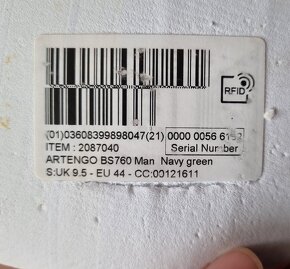 RFID
(01)03608399898047(21) 0000 0056 6192
ITEM : 2087040 Serial Number
ARTENGO BS760 Man Navy green
S:UK 9.5 - EU 44 - CC:00121611